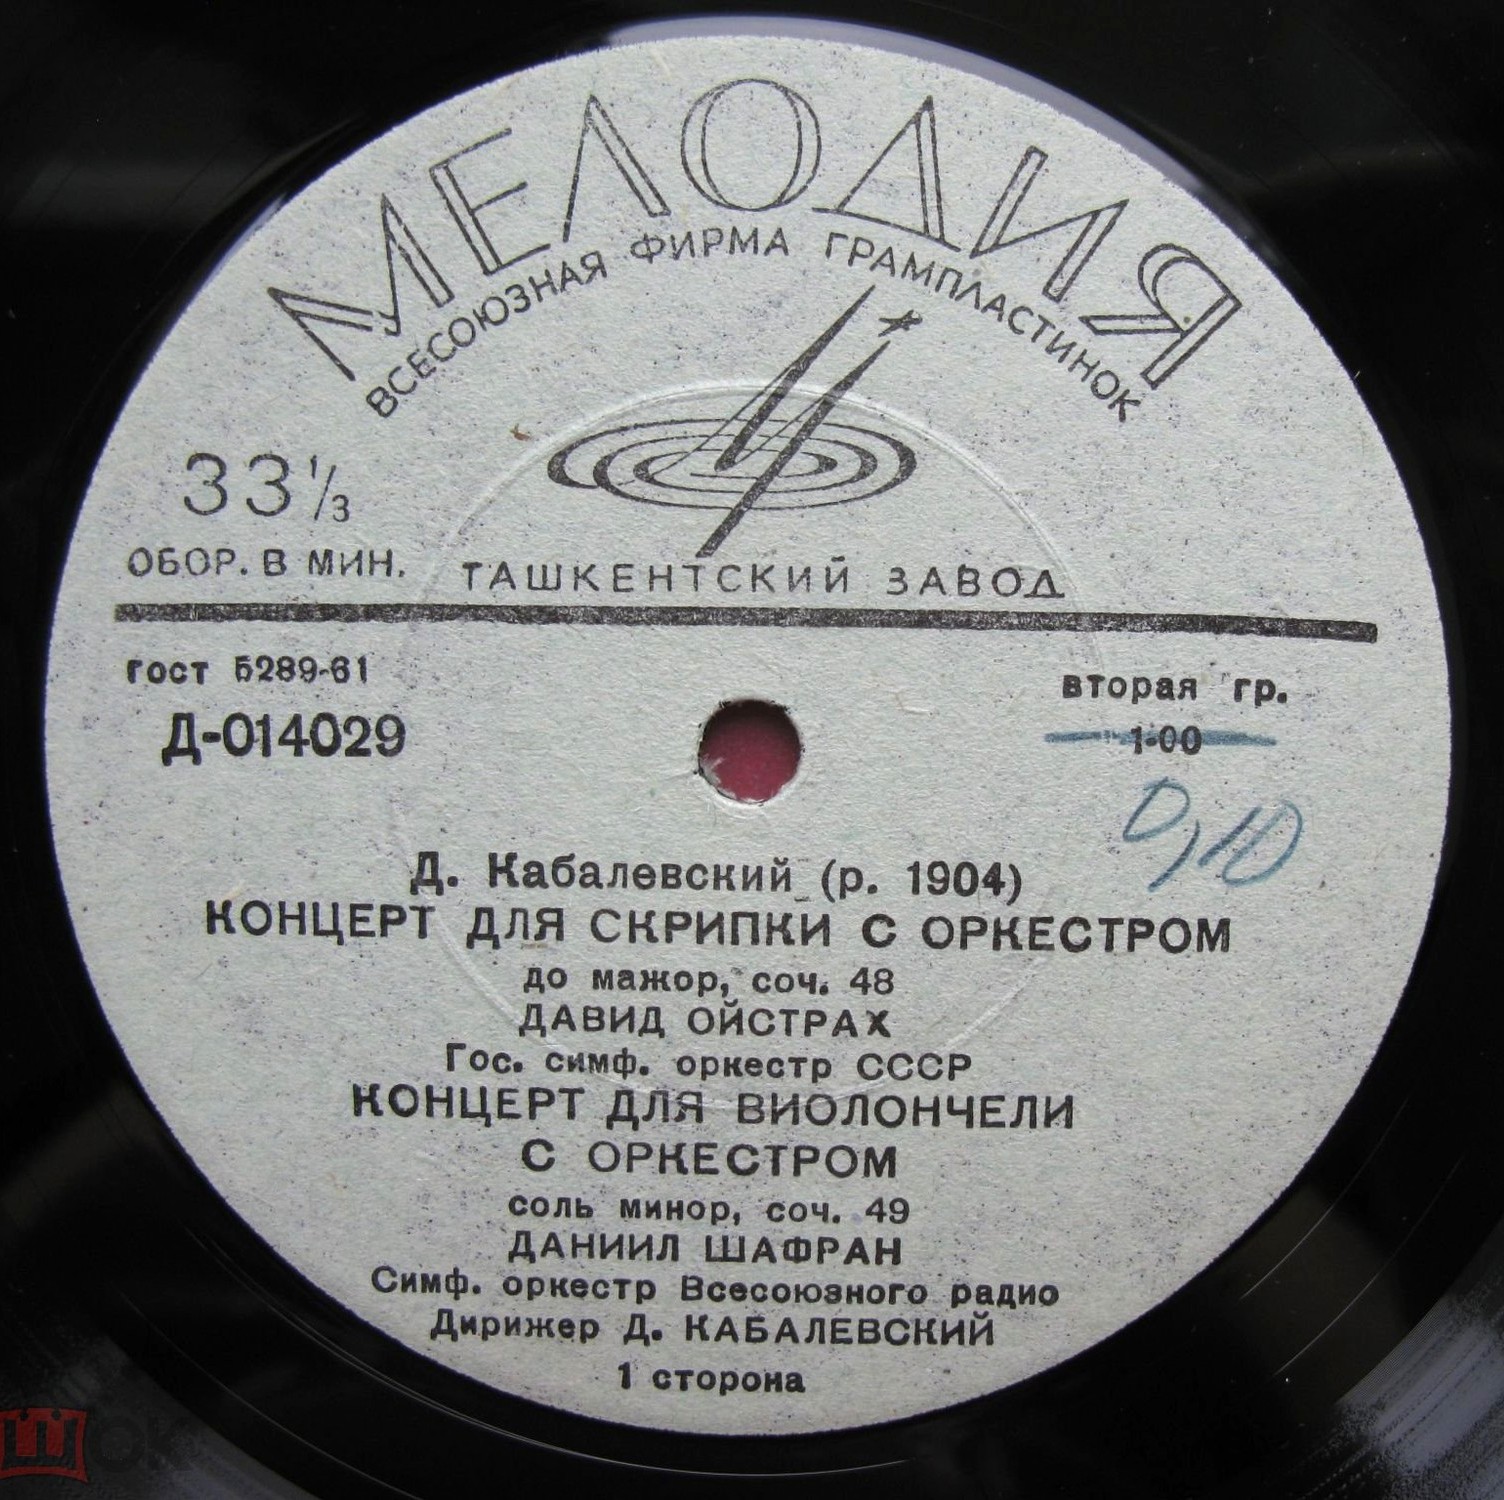 МЕЛОДИЯ
ВСЕСОЮЗНАЯ ФИРМА ГРАМПЛАСТИНОК
33 1/3
ОБОР. В МИН.
ТАШКЕНТСКИЙ ЗАВОД
гост 5289-61
вторая гр.
Д-014029
1-00
0,10
Д. Кабалевский (р. 1904)
КОНЦЕРТ ДЛЯ СКРИПКИ С ОРКЕСТРОМ
до мажор, соч. 48
ДАВИД ОЙСТРАХ
Гос. симф. оркестр СССР
КОНЦЕРТ ДЛЯ ВИОЛОНЧЕЛИ
С ОРКЕСТРОМ
соль минор, соч. 49
ДАНИИЛ ШАФРАН
Симф. оркестр Всесоюзного радио
Дирижер Д. КАБАЛЕВСКИЙ
1 сторона